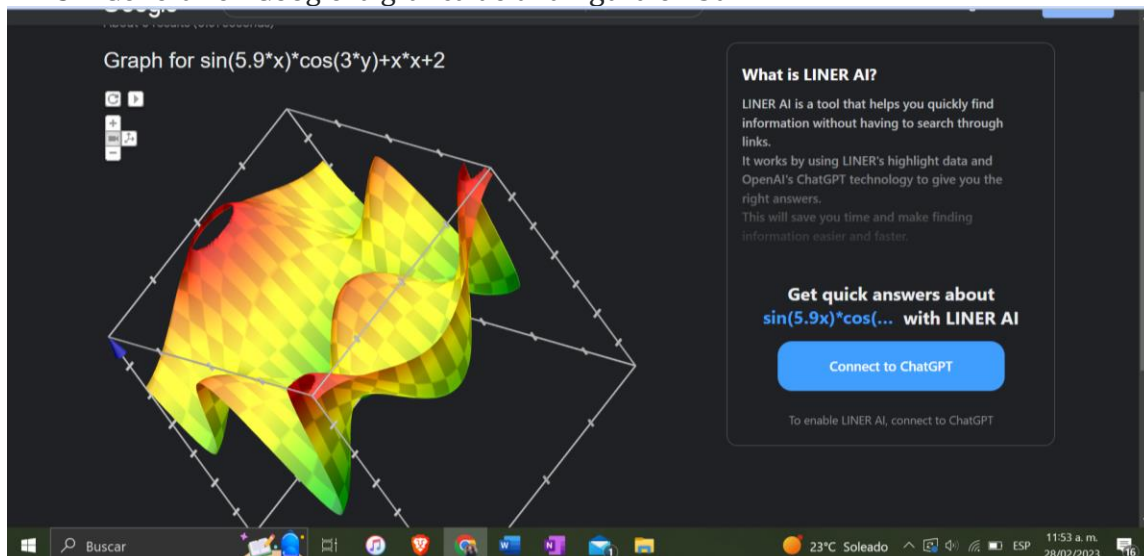 Graph for sin(5.9*x)*cos(3*y)+x*x+2
What is LINER AI?
LINER AI is a tool that helps you quickly find
information without having to search through
links.
It works by using LINER's highlight data and
OpenAI's ChatGPT technology to give you the
right answers.
This will save you time and make finding
information easier and faster.
Get quick answers about
sin(5.9x)*cos(... with LINER AI
Connect to ChatGPT
To enable LINER AI, connect to ChatGPT
Buscar
23°C Soleado
ESP
11:53 a. m.
28/02/2023